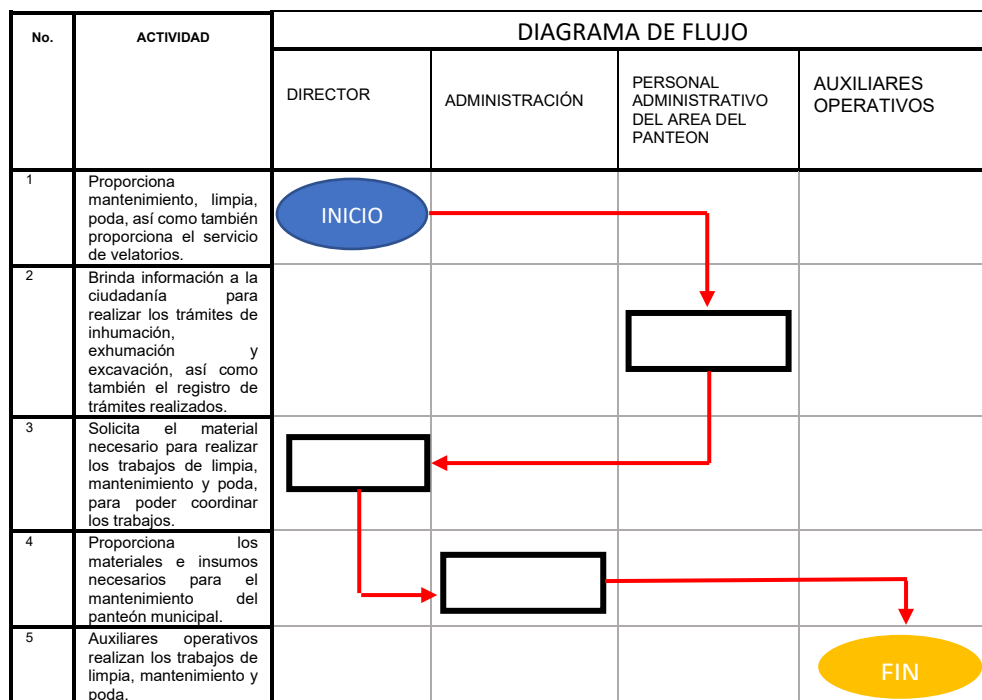 No.
ACTIVIDAD
DIAGRAMA DE FLUJO
DIRECTOR
ADMINISTRACIÓN
PERSONAL
ADMINISTRATIVO
DEL AREA DEL
PANTEON
AUXILIARES
OPERATIVOS
1
Proporciona
mantenimiento, limpia,
poda, así como también
proporciona el servicio
de velatorios.
INICIO
2
Brinda información a la
ciudadanía para
realizar los trámites de
inhumación,
exhumación y
excavación, así como
también el registro de
trámites realizados.
3
Solicita el material
necesario para realizar
los trabajos de limpia,
mantenimiento y poda,
para poder coordinar
los trabajos.
4
Proporciona los
materiales e insumos
necesarios para el
mantenimiento del
panteón municipal.
5
Auxiliares operativos
realizan los trabajos de
limpia, mantenimiento y
poda.
FIN